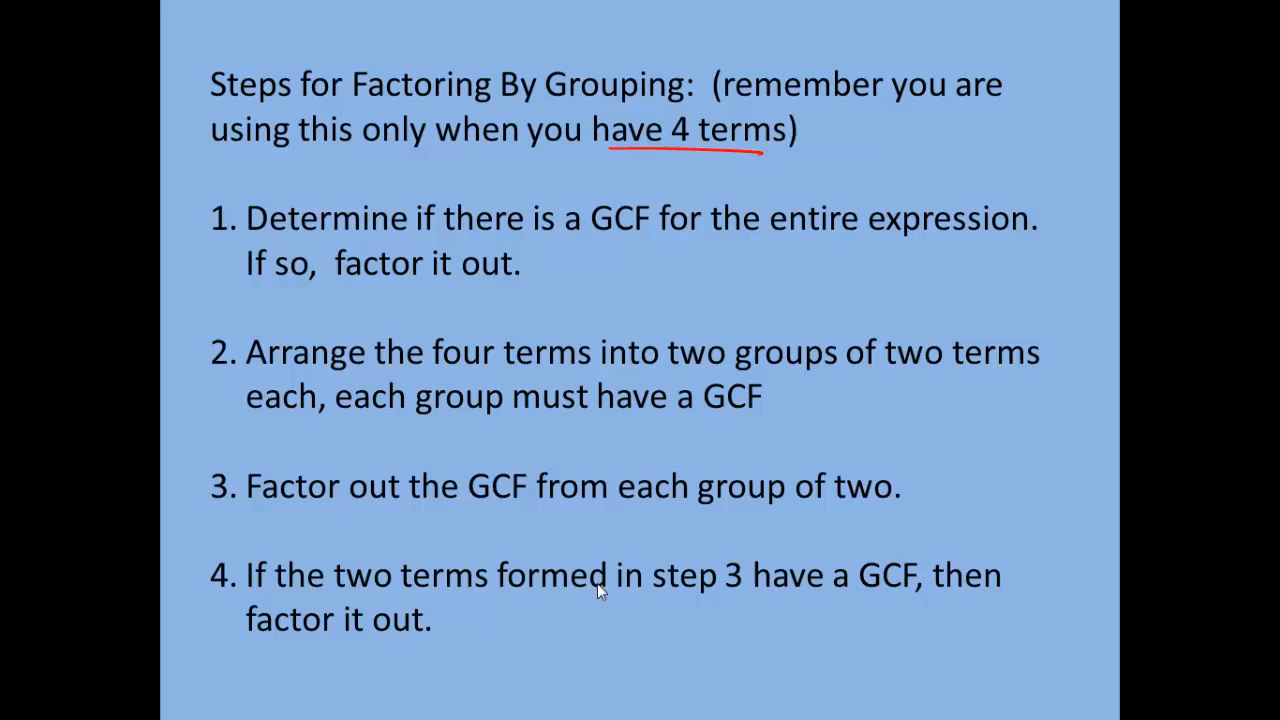 Steps for Factoring By Grouping:  (remember you are
using this only when you have 4 terms)
1. Determine if there is a GCF for the entire expression.
If so,  factor it out.
2. Arrange the four terms into two groups of two terms
each, each group must have a GCF
3. Factor out the GCF from each group of two.
4. If the two terms formed in step 3 have a GCF, then
factor it out.